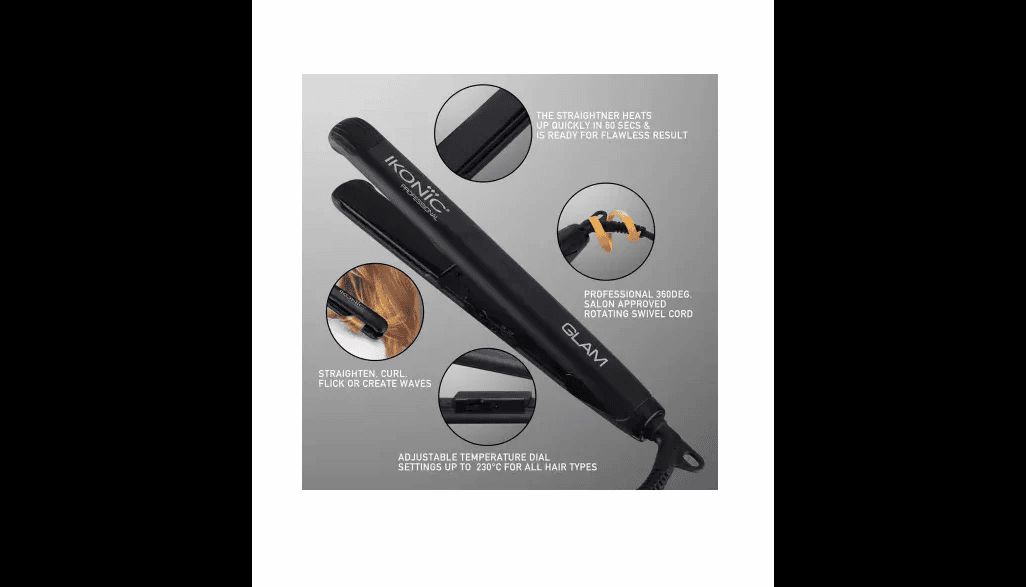 THE STRAIGHTNER HEATS
UP QUICKLY IN 60 SECS &
IS READY FOR FLAWLESS RESULT
IKONIC
PROFESSIONAL
PROFESSIONAL 360DEG.
SALON APPROVED
ROTATING SWIVEL CORD
GLAM
STRAIGHTEN, CURL,
FLICK OR CREATE WAVES
ADJUSTABLE TEMPERATURE DIAL
SETTINGS UP TO 230°C FOR ALL HAIR TYPES